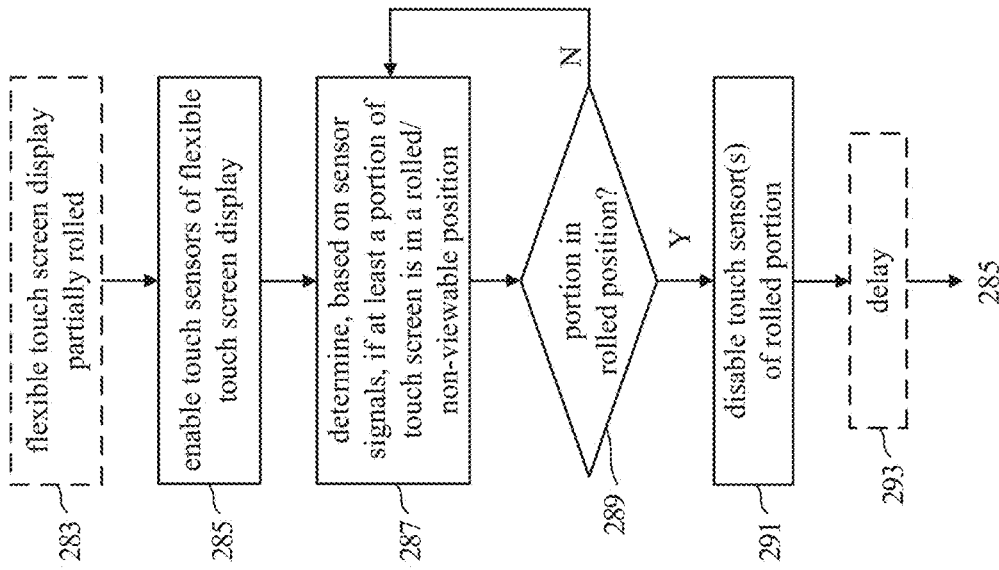 283
flexible touch screen display
partially rolled
285
enable touch sensors of flexible
touch screen display
287
determine, based on sensor
signals, if at least a portion of
touch screen is in a rolled/
non-viewable position
289
portion in
rolled position?
N
Y
291
disable touch sensor(s)
of rolled portion
293
delay
285